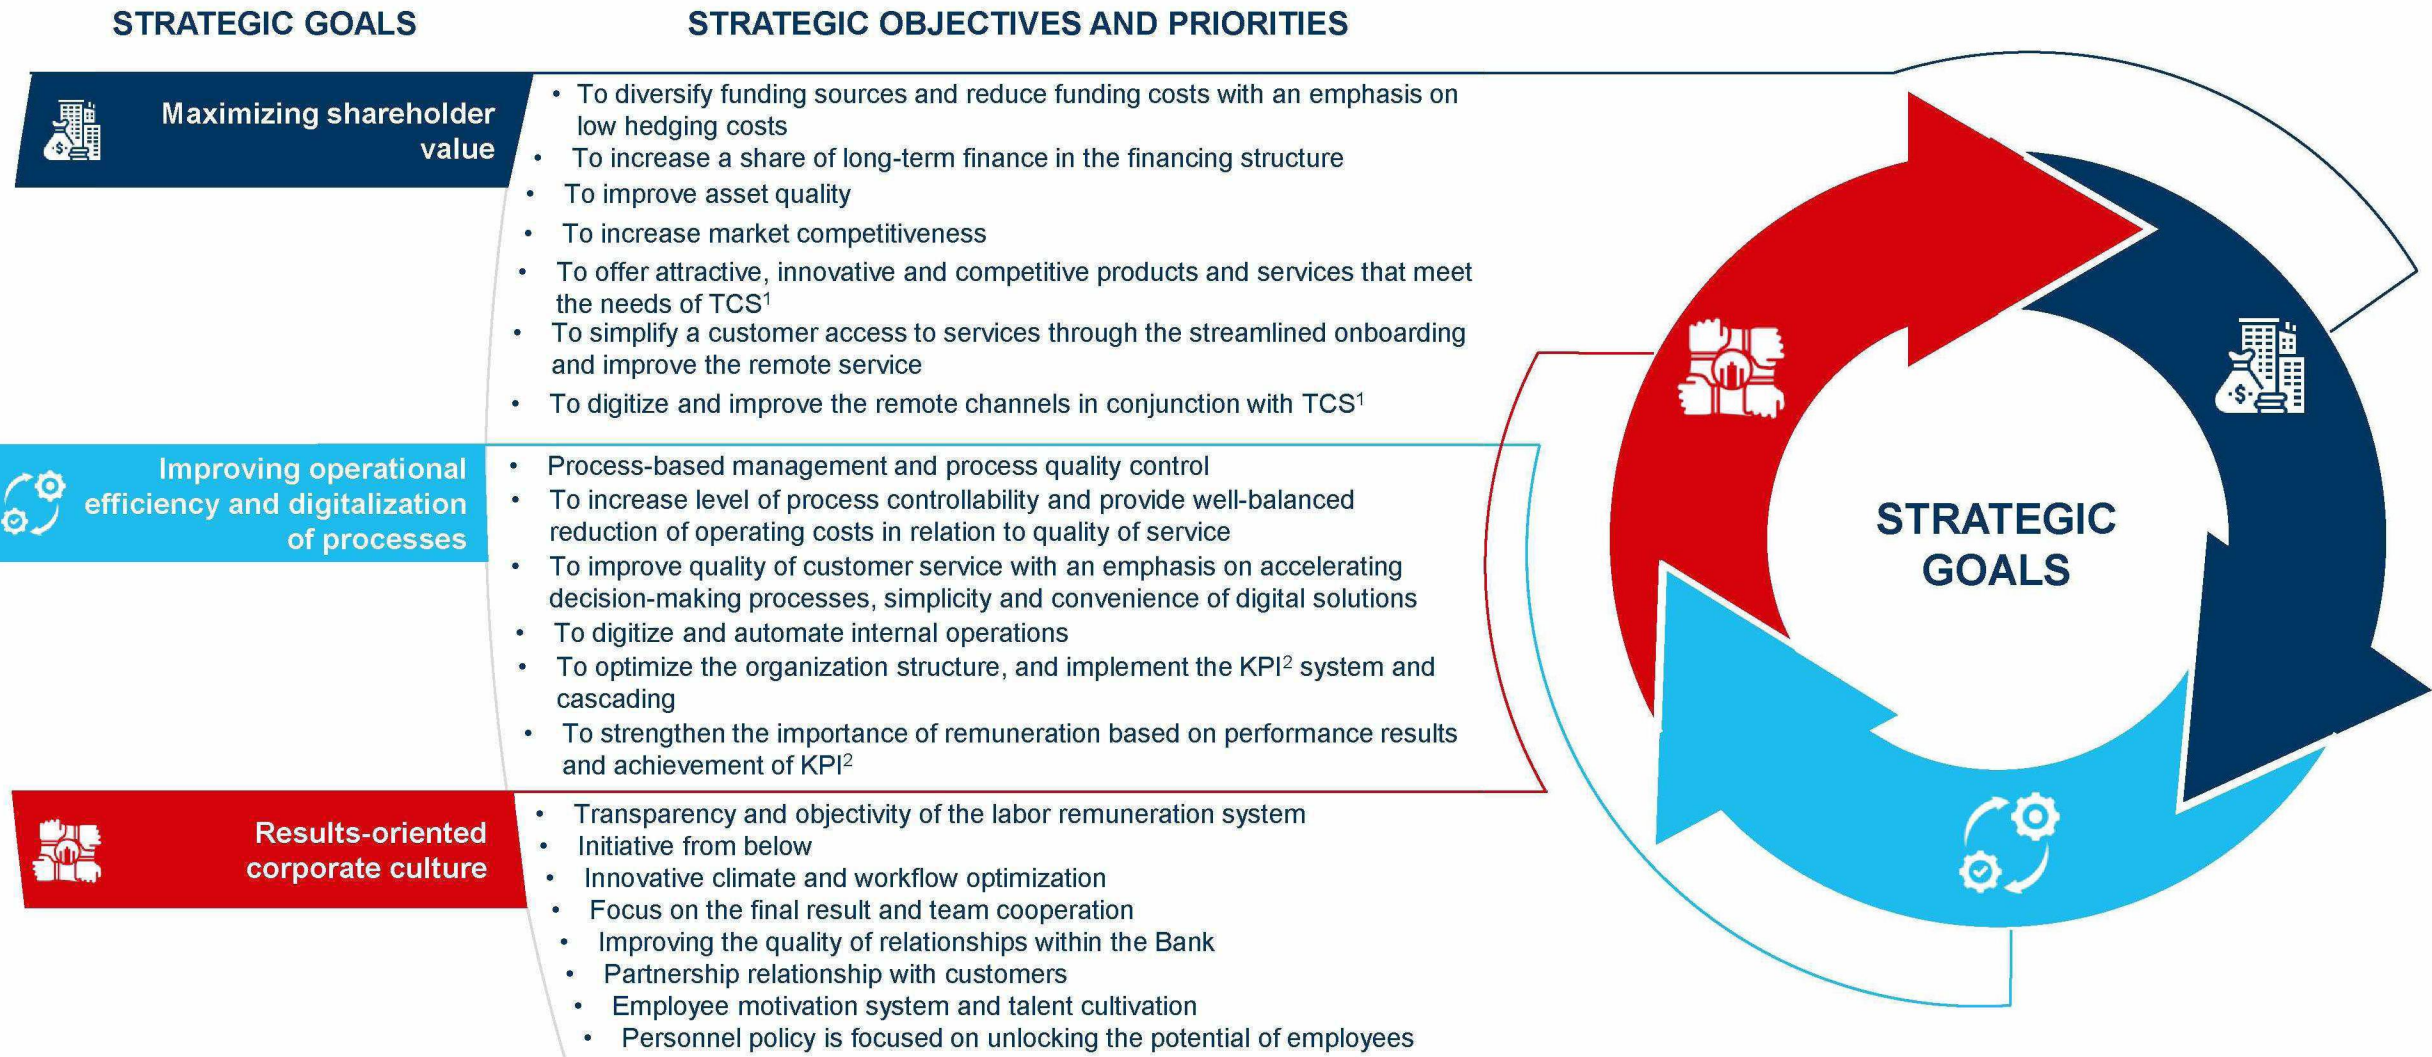 STRATEGIC GOALS
STRATEGIC OBJECTIVES AND PRIORITIES
Maximizing shareholder
value
• To diversify funding sources and reduce funding costs with an emphasis on
low hedging costs
• To increase a share of long-term finance in the financing structure
• To improve asset quality
• To increase market competitiveness
• To offer attractive, innovative and competitive products and services that meet
the needs of TCS¹
• To simplify a customer access to services through the streamlined onboarding
and improve the remote service
• To digitize and improve the remote channels in conjunction with TCS¹
Improving operational
efficiency and digitalization
of processes
• Process-based management and process quality control
• To increase level of process controllability and provide well-balanced
reduction of operating costs in relation to quality of service
• To improve quality of customer service with an emphasis on accelerating
decision-making processes, simplicity and convenience of digital solutions
• To digitize and automate internal operations
• To optimize the organization structure, and implement the KPI² system and
cascading
• To strengthen the importance of remuneration based on performance results
and achievement of KPI²
Results-oriented
corporate culture
• Transparency and objectivity of the labor remuneration system
• Initiative from below
• Innovative climate and workflow optimization
• Focus on the final result and team cooperation
• Improving the quality of relationships within the Bank
• Partnership relationship with customers
• Employee motivation system and talent cultivation
• Personnel policy is focused on unlocking the potential of employees
STRATEGIC
GOALS